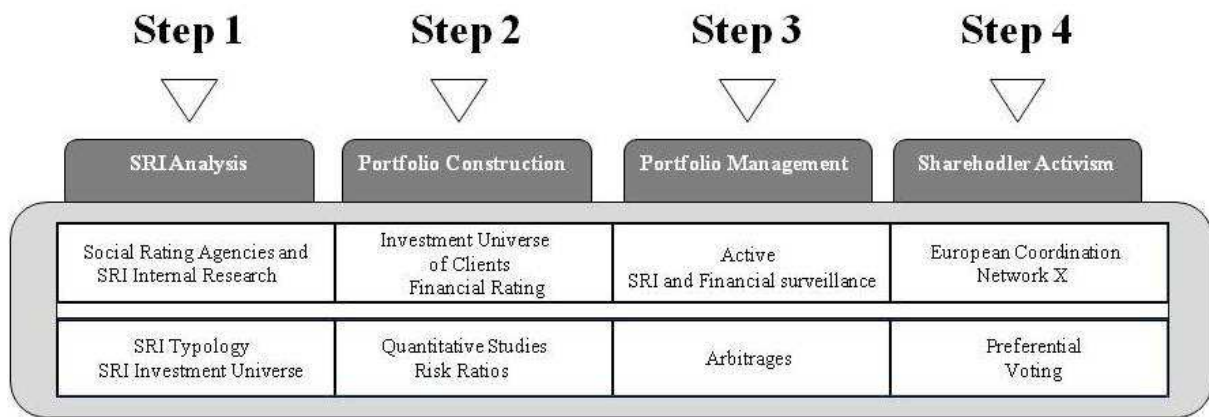 Step 1 Step 2 Step 3 Step 4
SRI Analysis Portfolio Construction Portfolio Management Sharehodler Activism
Social Rating Agencies and
SRI Internal Research
Investment Universe
of Clients
Financial Rating
Active
SRI and Financial surveillance
European Coordination
Network X
SRI Typology
SRI Investment Universe
Quantitative Studies
Risk Ratios
Arbitrages
Preferential
Voting